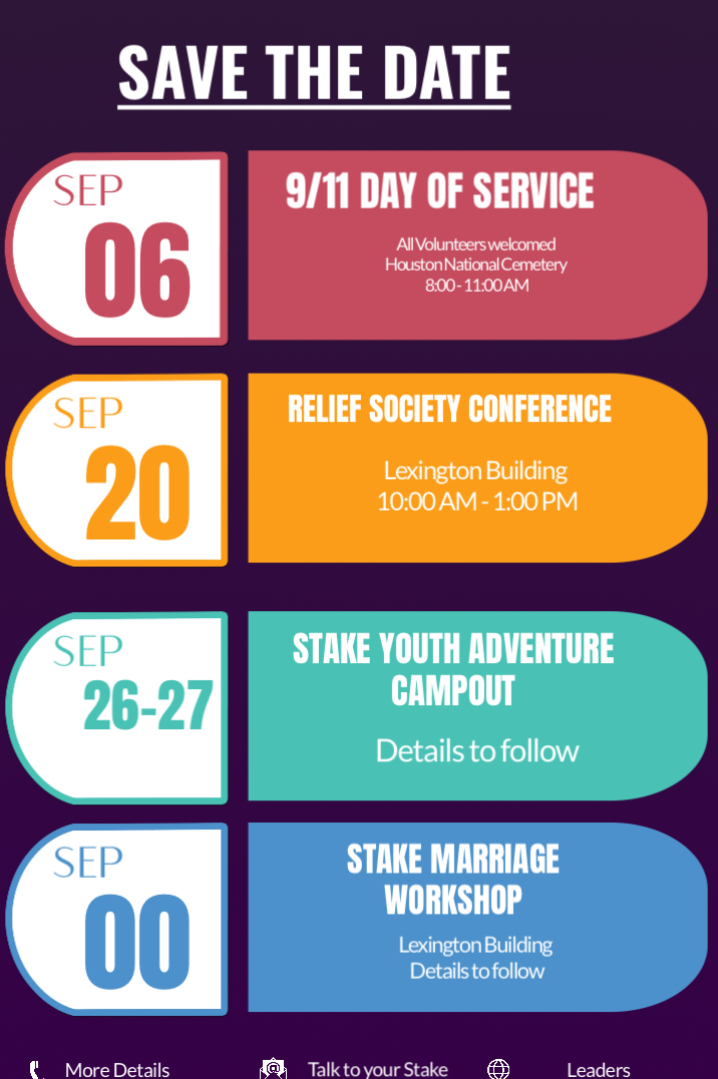 SAVE THE DATE
SEP
06
9/11 DAY OF SERVICE
All Volunteers welcomed
Houston National Cemetery
8:00 - 11:00 AM
SEP
20
RELIEF SOCIETY CONFERENCE
Lexington Building
10:00 AM - 1:00 PM
SEP
26-27
STAKE YOUTH ADVENTURE
CAMPOUT
Details to follow
SEP
00
STAKE MARRIAGE
WORKSHOP
Lexington Building
Details to follow
More Details
Talk to your Stake
Leaders